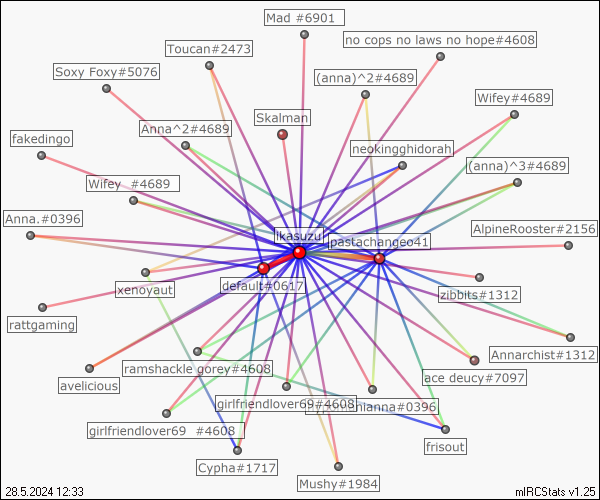 Mad #6901
no cops no laws no hope#4608
Toucan#2473
Soxy Foxy#5076
(anna)^2#4689
Wifey#4689
Skalman
Anna^2#4689
fakedingo
neokingghidorah
(anna)^3#4689
Wifey_ #4689
Anna.#0396
AlpineRooster#2156
ikasuzu
pastachangeo41
xenoyaut
default#0617
zibbits#1312
rattgaming
Annarchist#1312
ramshackle gorey#4608
ace deucy#7097
avelicious
girlfriendlover69#4608
girlfriendlover69 #4608
frisout
Cypha#1717
Mushy#1984
28.5.2024 12:33
mIRCStats v1.25